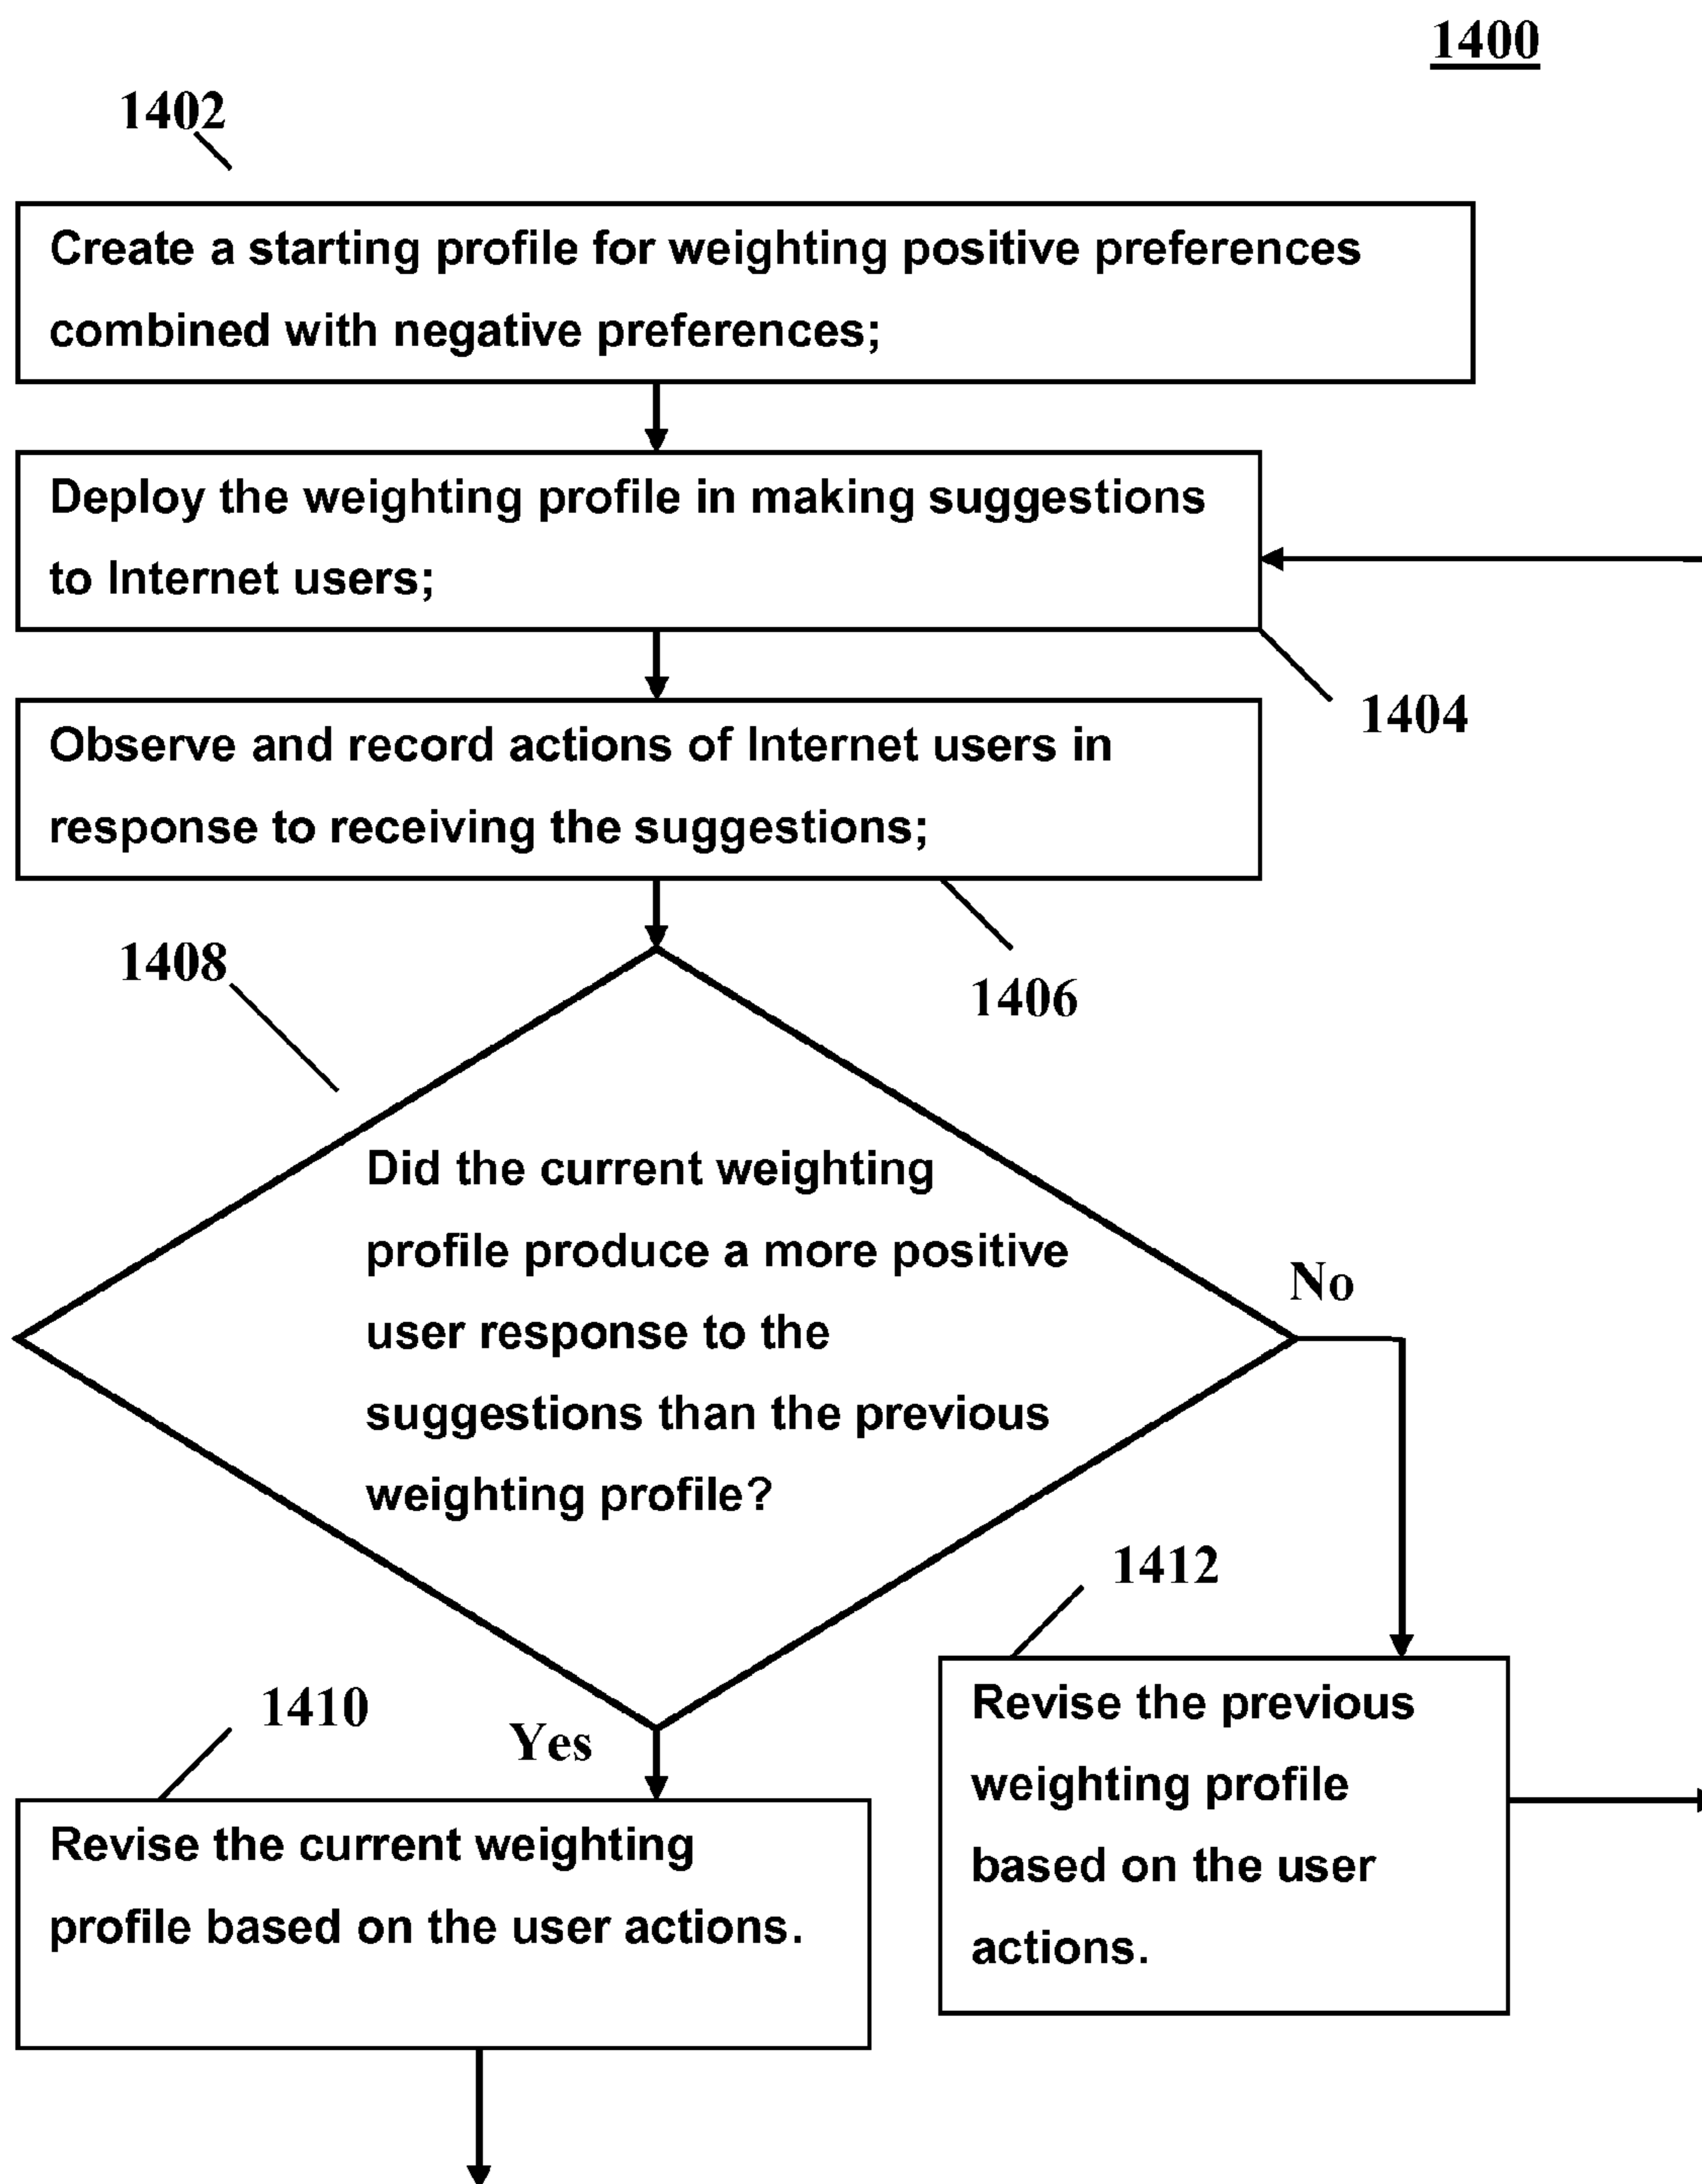 1400
1402
Create a starting profile for weighting positive preferences
combined with negative preferences;
Deploy the weighting profile in making suggestions
to Internet users;
1404
Observe and record actions of Internet users in
response to receiving the suggestions;
1406
1408
Did the current weighting
profile produce a more positive
user response to the
suggestions than the previous
weighting profile?
No
Yes
1410
Revise the current weighting
profile based on the user actions.
1412
Revise the previous
weighting profile
based on the user
actions.